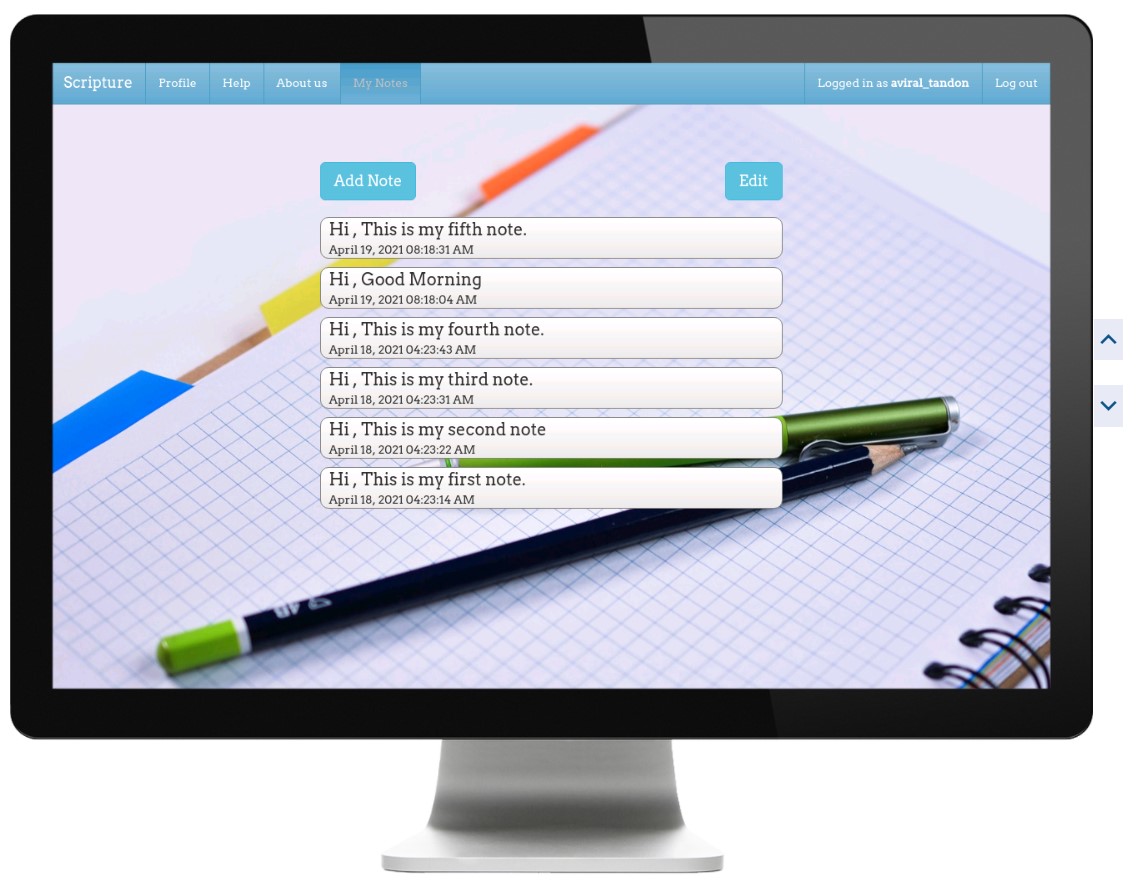 Scripture Profile Help About us My Notes Logged in as aviral_tandon Log out
Add Note Edit
Hi , This is my fifth note.
April 19, 2021 08:18:31 AM
Hi , Good Morning
April 19, 2021 08:18:04 AM
Hi , This is my fourth note.
April 18, 2021 04:23:43 AM
Hi , This is my third note.
April 18, 2021 04:23:31 AM
Hi , This is my second note
April 18, 2021 04:23:22 AM
Hi , This is my first note.
April 18, 2021 04:23:14 AM
4B